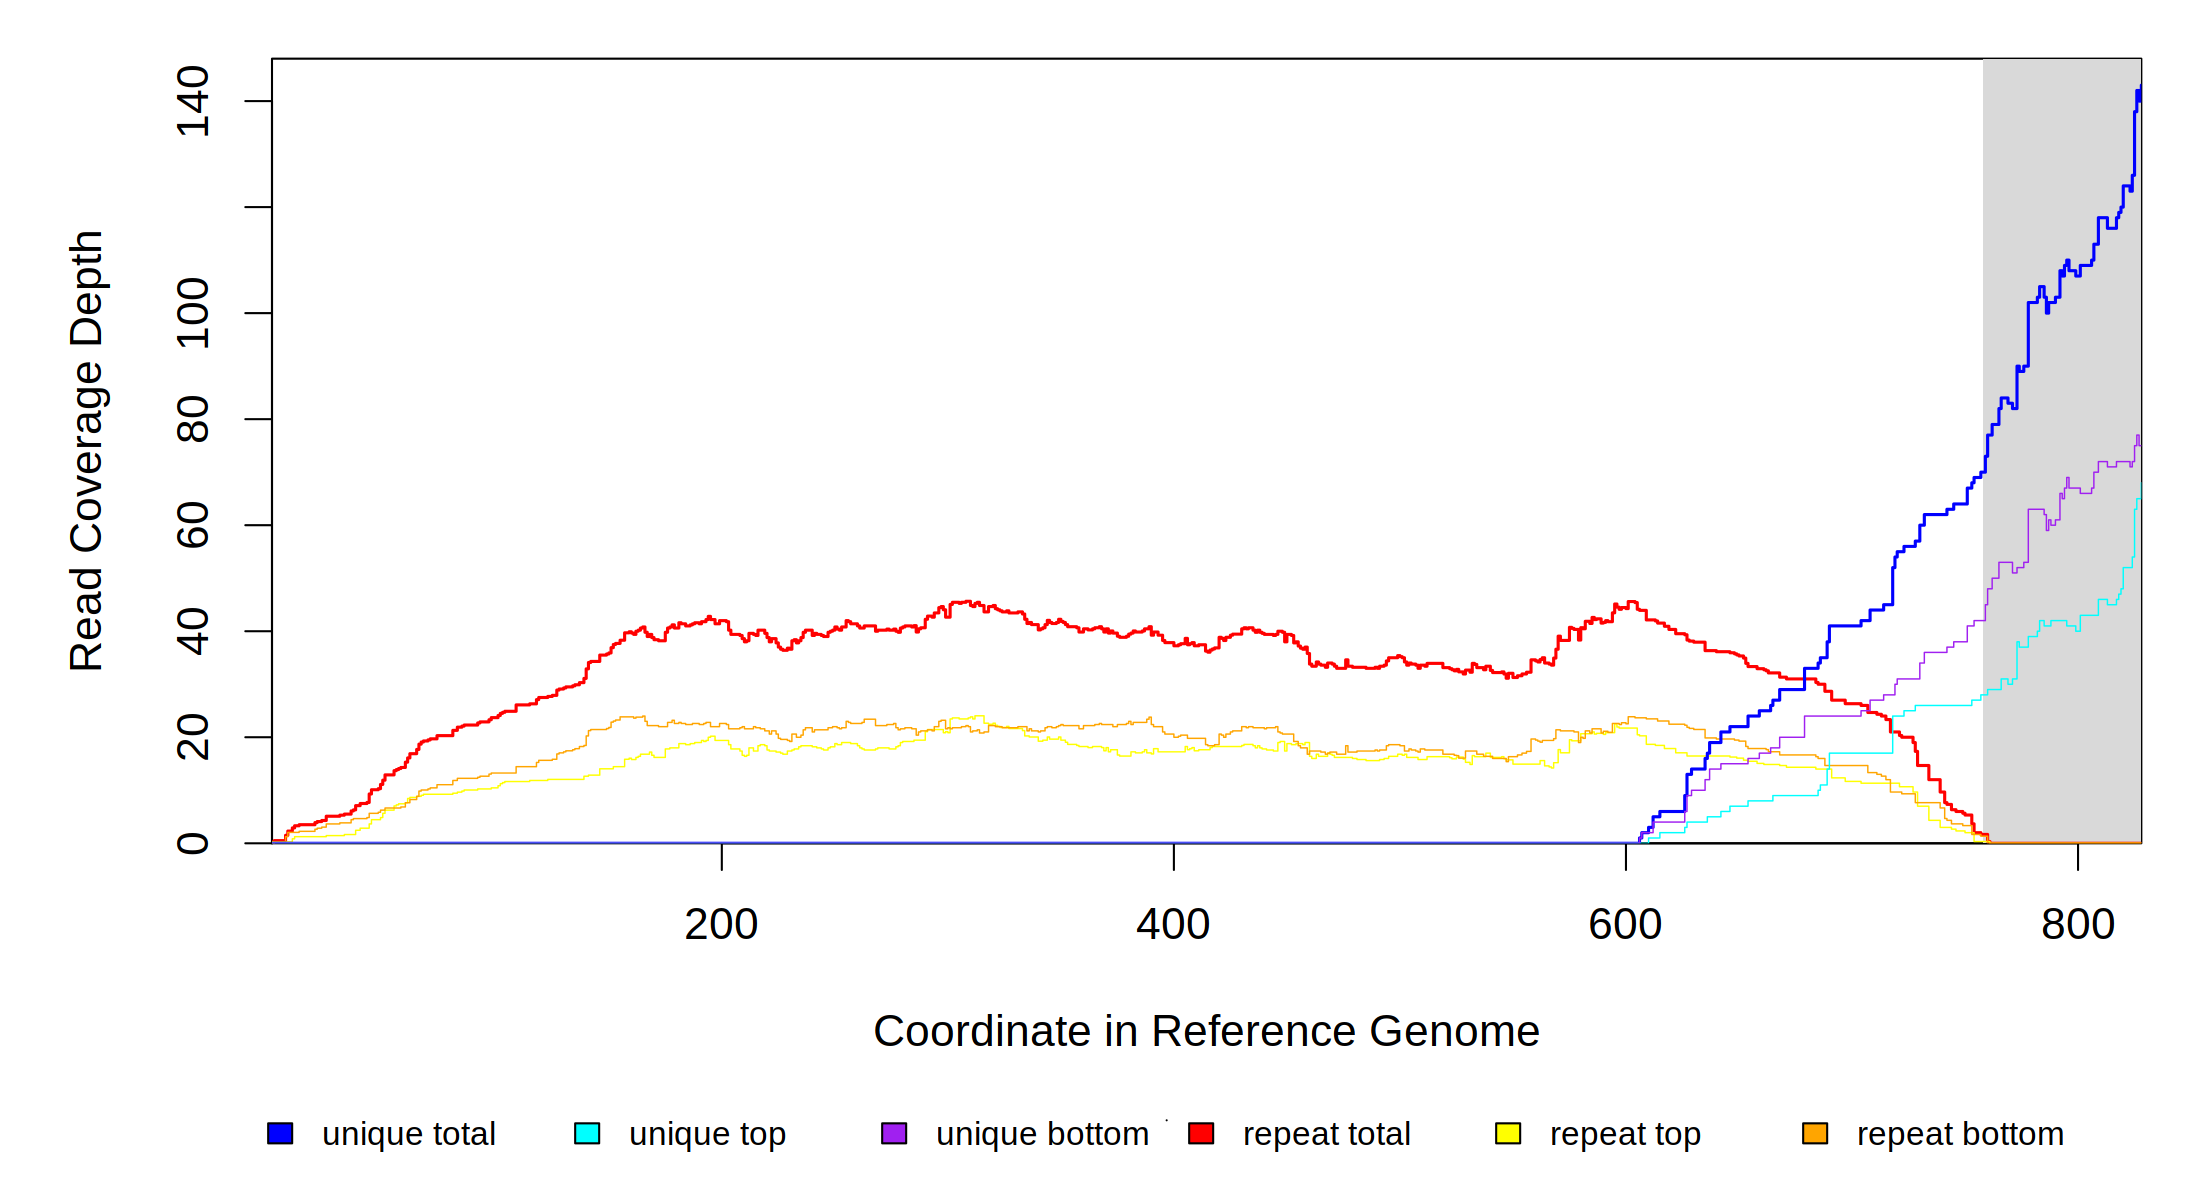 Read Coverage Depth
140
100
80
60
40
20
0
200 400 600 800
Coordinate in Reference Genome
unique total unique top unique bottom repeat total repeat top repeat bottom